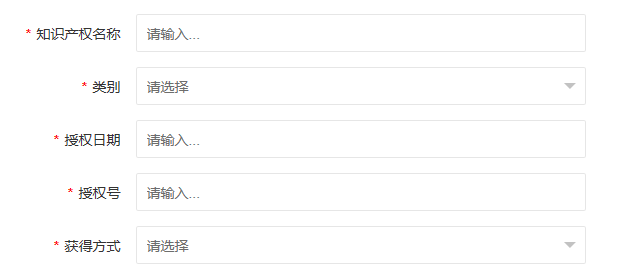 * 知识产权名称 请输入...
* 类别 请选择
* 授权日期 请输入...
* 授权号 请输入...
* 获得方式 请选择